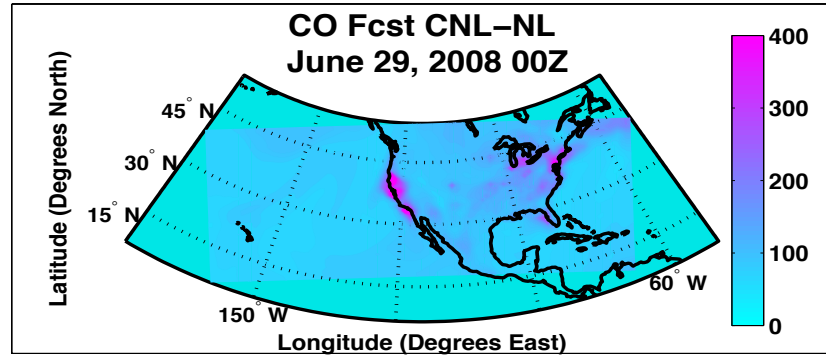 CO Fcst CNL−NL
June 29, 2008 00Z
400
300
200
100
0
45° N
30° N
15° N
150° W
60° W
Latitude (Degrees North)
Longitude (Degrees East)